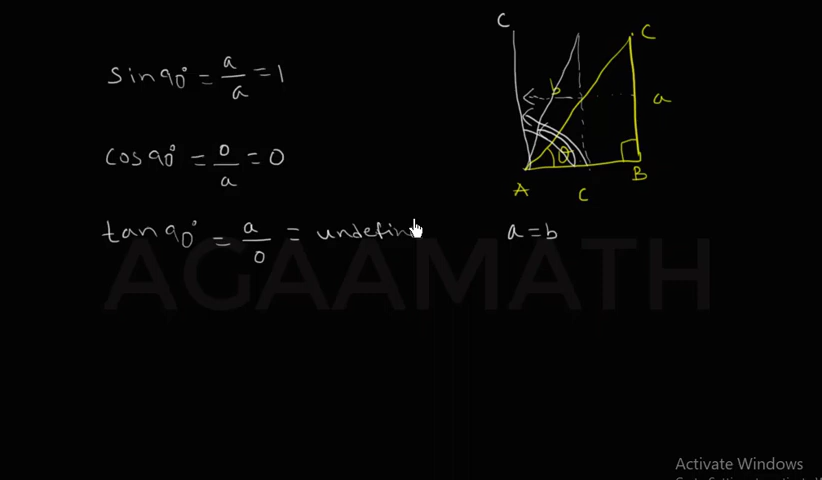 sin 90° = a/a = 1
cos 90° = 0/a = 0
tan 90° = a/0 = undefin
C
C
b
a
θ
A
C
B
a = b
AGAAMATH
Activate Windows